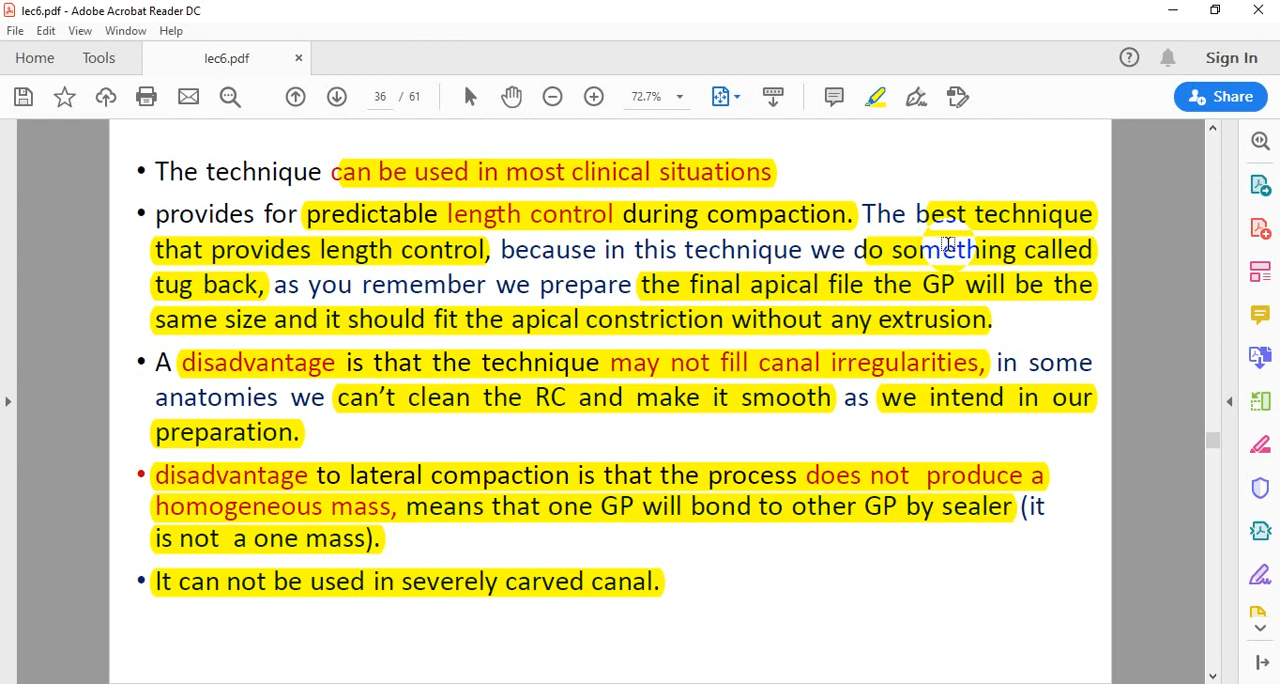 lec6.pdf - Adobe Acrobat Reader DC
File Edit View Window Help
Home Tools lec6.pdf × Sign In
36 / 61 72.7% Share
• The technique can be used in most clinical situations
• provides for predictable length control during compaction. The best technique
that provides length control, because in this technique we do something called
tug back, as you remember we prepare the final apical file the GP will be the
same size and it should fit the apical constriction without any extrusion.
• A disadvantage is that the technique may not fill canal irregularities, in some
anatomies we can't clean the RC and make it smooth as we intend in our
preparation.
• disadvantage to lateral compaction is that the process does not produce a
homogeneous mass, means that one GP will bond to other GP by sealer (it
is not a one mass).
• It can not be used in severely carved canal.